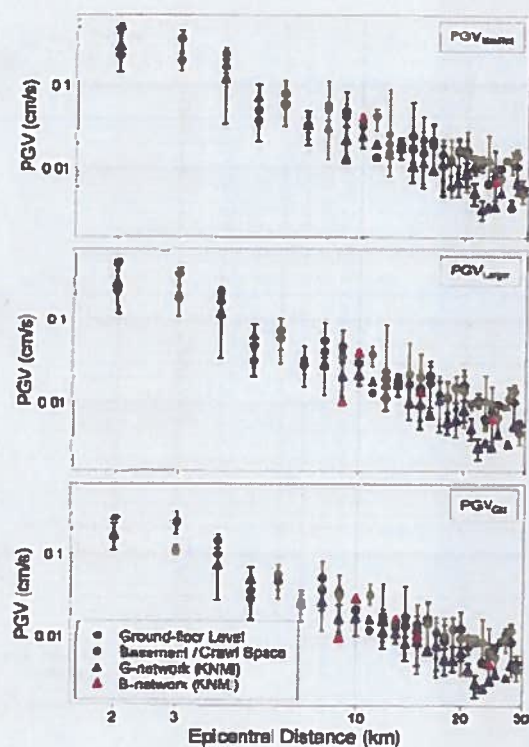 PGV
0.1
0.01
PGV (cm/s)
PGV Larger
0.1
0.01
PGV (cm/s)
PGV GM
0.1
0.01
PGV (cm/s)
Ground-floor Level
Basement / Crawl Space
G-network (KNMI)
B-network (KNMI)
2 3 10 20 30
Epicentral Distance (km)